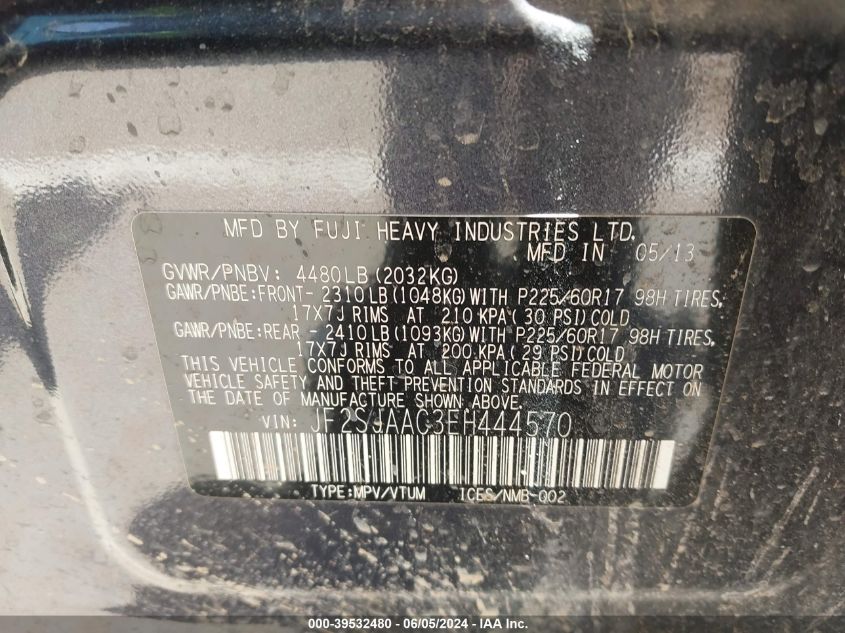 MFD BY FUJI HEAVY INDUSTRIES LTD.
MFD IN 05/13
GVWR/PNBV: 4480LB(2032KG)
GAWR/PNBE:FRONT- 2310LB(1048KG)WITH P225/60R17 98H TIRES,
17X7J RIMS AT 210 KPA(30 PSI)COLD
GAWR/PNBE:REAR - 2410LB(1093KG)WITH P225/60R17 98H TIRES,
17X7J RIMS AT 200 KPA(29 PSI)COLD
THIS VEHICLE CONFORMS TO ALL APPLICABLE FEDERAL MOTOR
VEHICLE SAFETY AND THEFT PREVENTION STANDARDS IN EFFECT ON
THE DATE OF MANUFACTURE SHOWN ABOVE.
VIN: JF2SJAAC3EH444570
TYPE:MPV/VTUM ICES/NMB-002
000-39532480 - 06/05/2024 - IAA Inc.